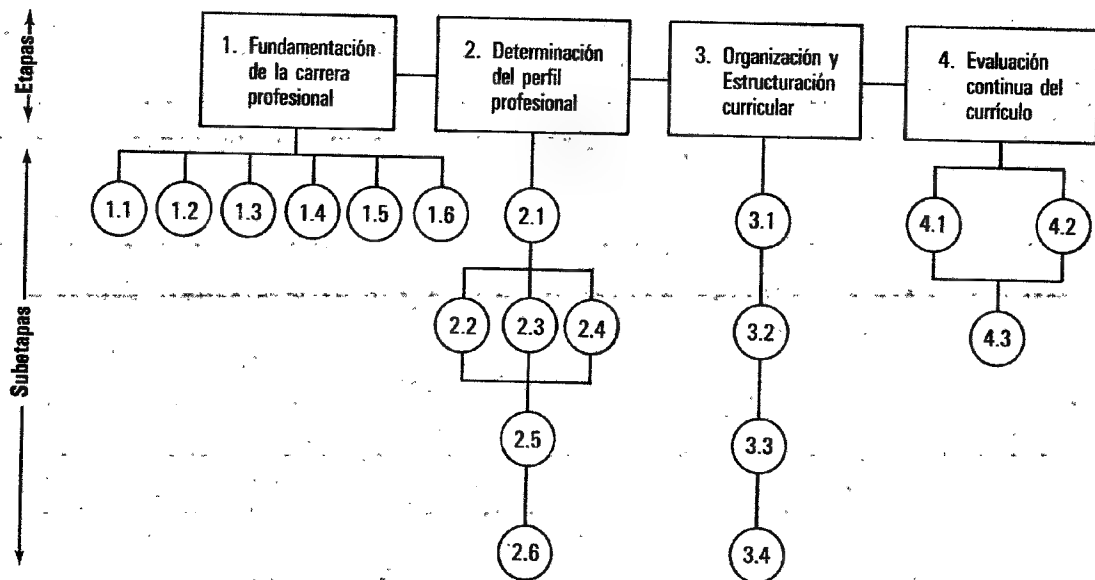 Etapas
1. Fundamentación
de la carrera
profesional
2. Determinación
del perfil
profesional
3. Organización y
Estructuración
curricular
4. Evaluación
continua del
currículo
Subetapas
1.1 1.2 1.3 1.4 1.5 1.6
2.1
3.1
4.1 4.2
2.2 2.3 2.4
3.2
4.3
2.5
3.3
2.6
3.4